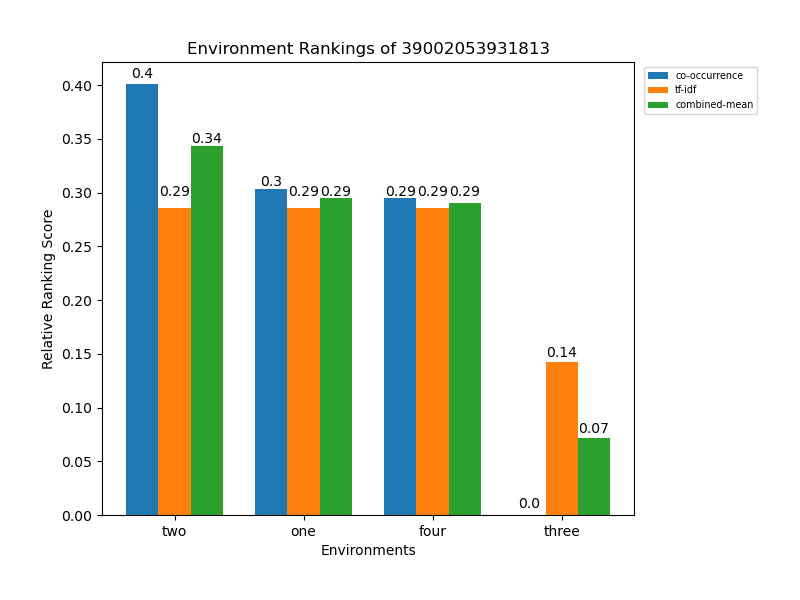 Environment Rankings of 39002053931813
co-occurrence
tf-idf
combined-mean
Relative Ranking Score
0.40
0.35
0.30
0.25
0.20
0.15
0.10
0.05
0.00
0.4
0.29
0.34
0.3
0.29
0.29
0.29
0.29
0.29
0.0
0.14
0.07
two
one
four
three
Environments